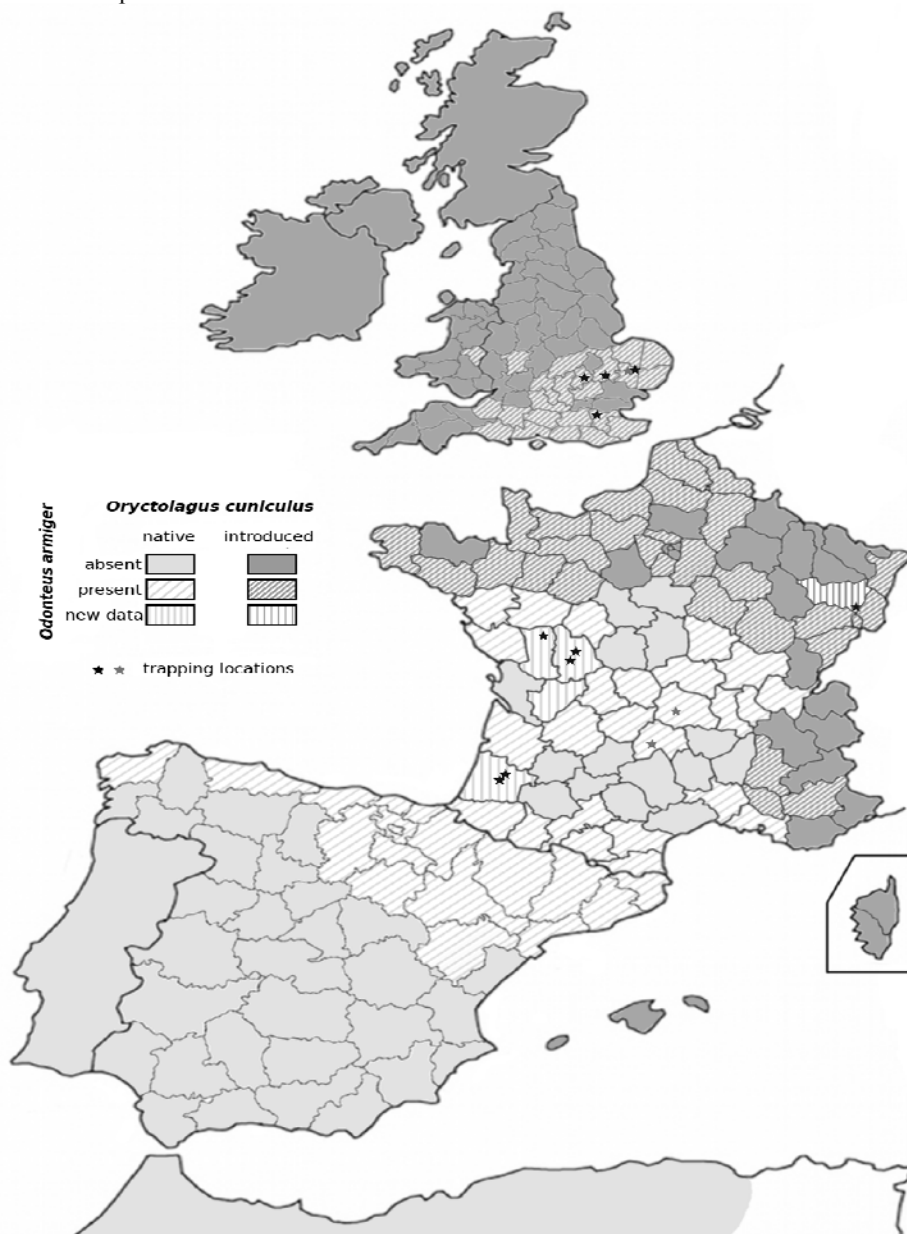 Oryctolagus cuniculus
native introduced
Odonteus armiger
absent
present
new data
★ ★ trapping locations